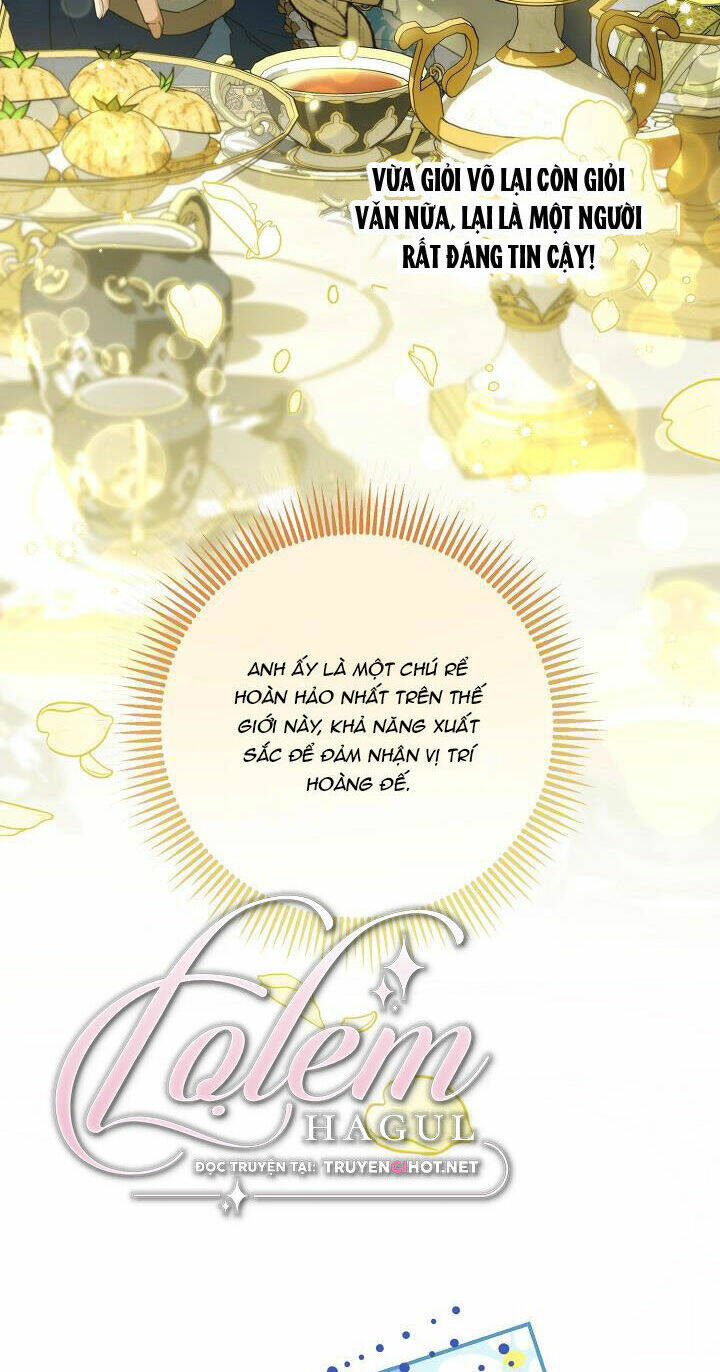 VỪA GIỎI VÕ LẠI CÒN GIỎI
VĂN NỮA, LẠI LÀ MỘT NGƯỜI
RẤT ĐÁNG TIN CẬY!
ANH ẤY LÀ MỘT CHÚ RỂ
HOÀN HẢO NHẤT TRÊN THẾ
GIỚI NÀY, KHẢ NĂNG XUẤT
SẮC ĐỂ ĐẢM NHẬN VỊ TRÍ
HOÀNG ĐẾ.
Lọlem
HAGUL
ĐỌC TRUYỆN TẠI: TRUYENGIHOT.NET